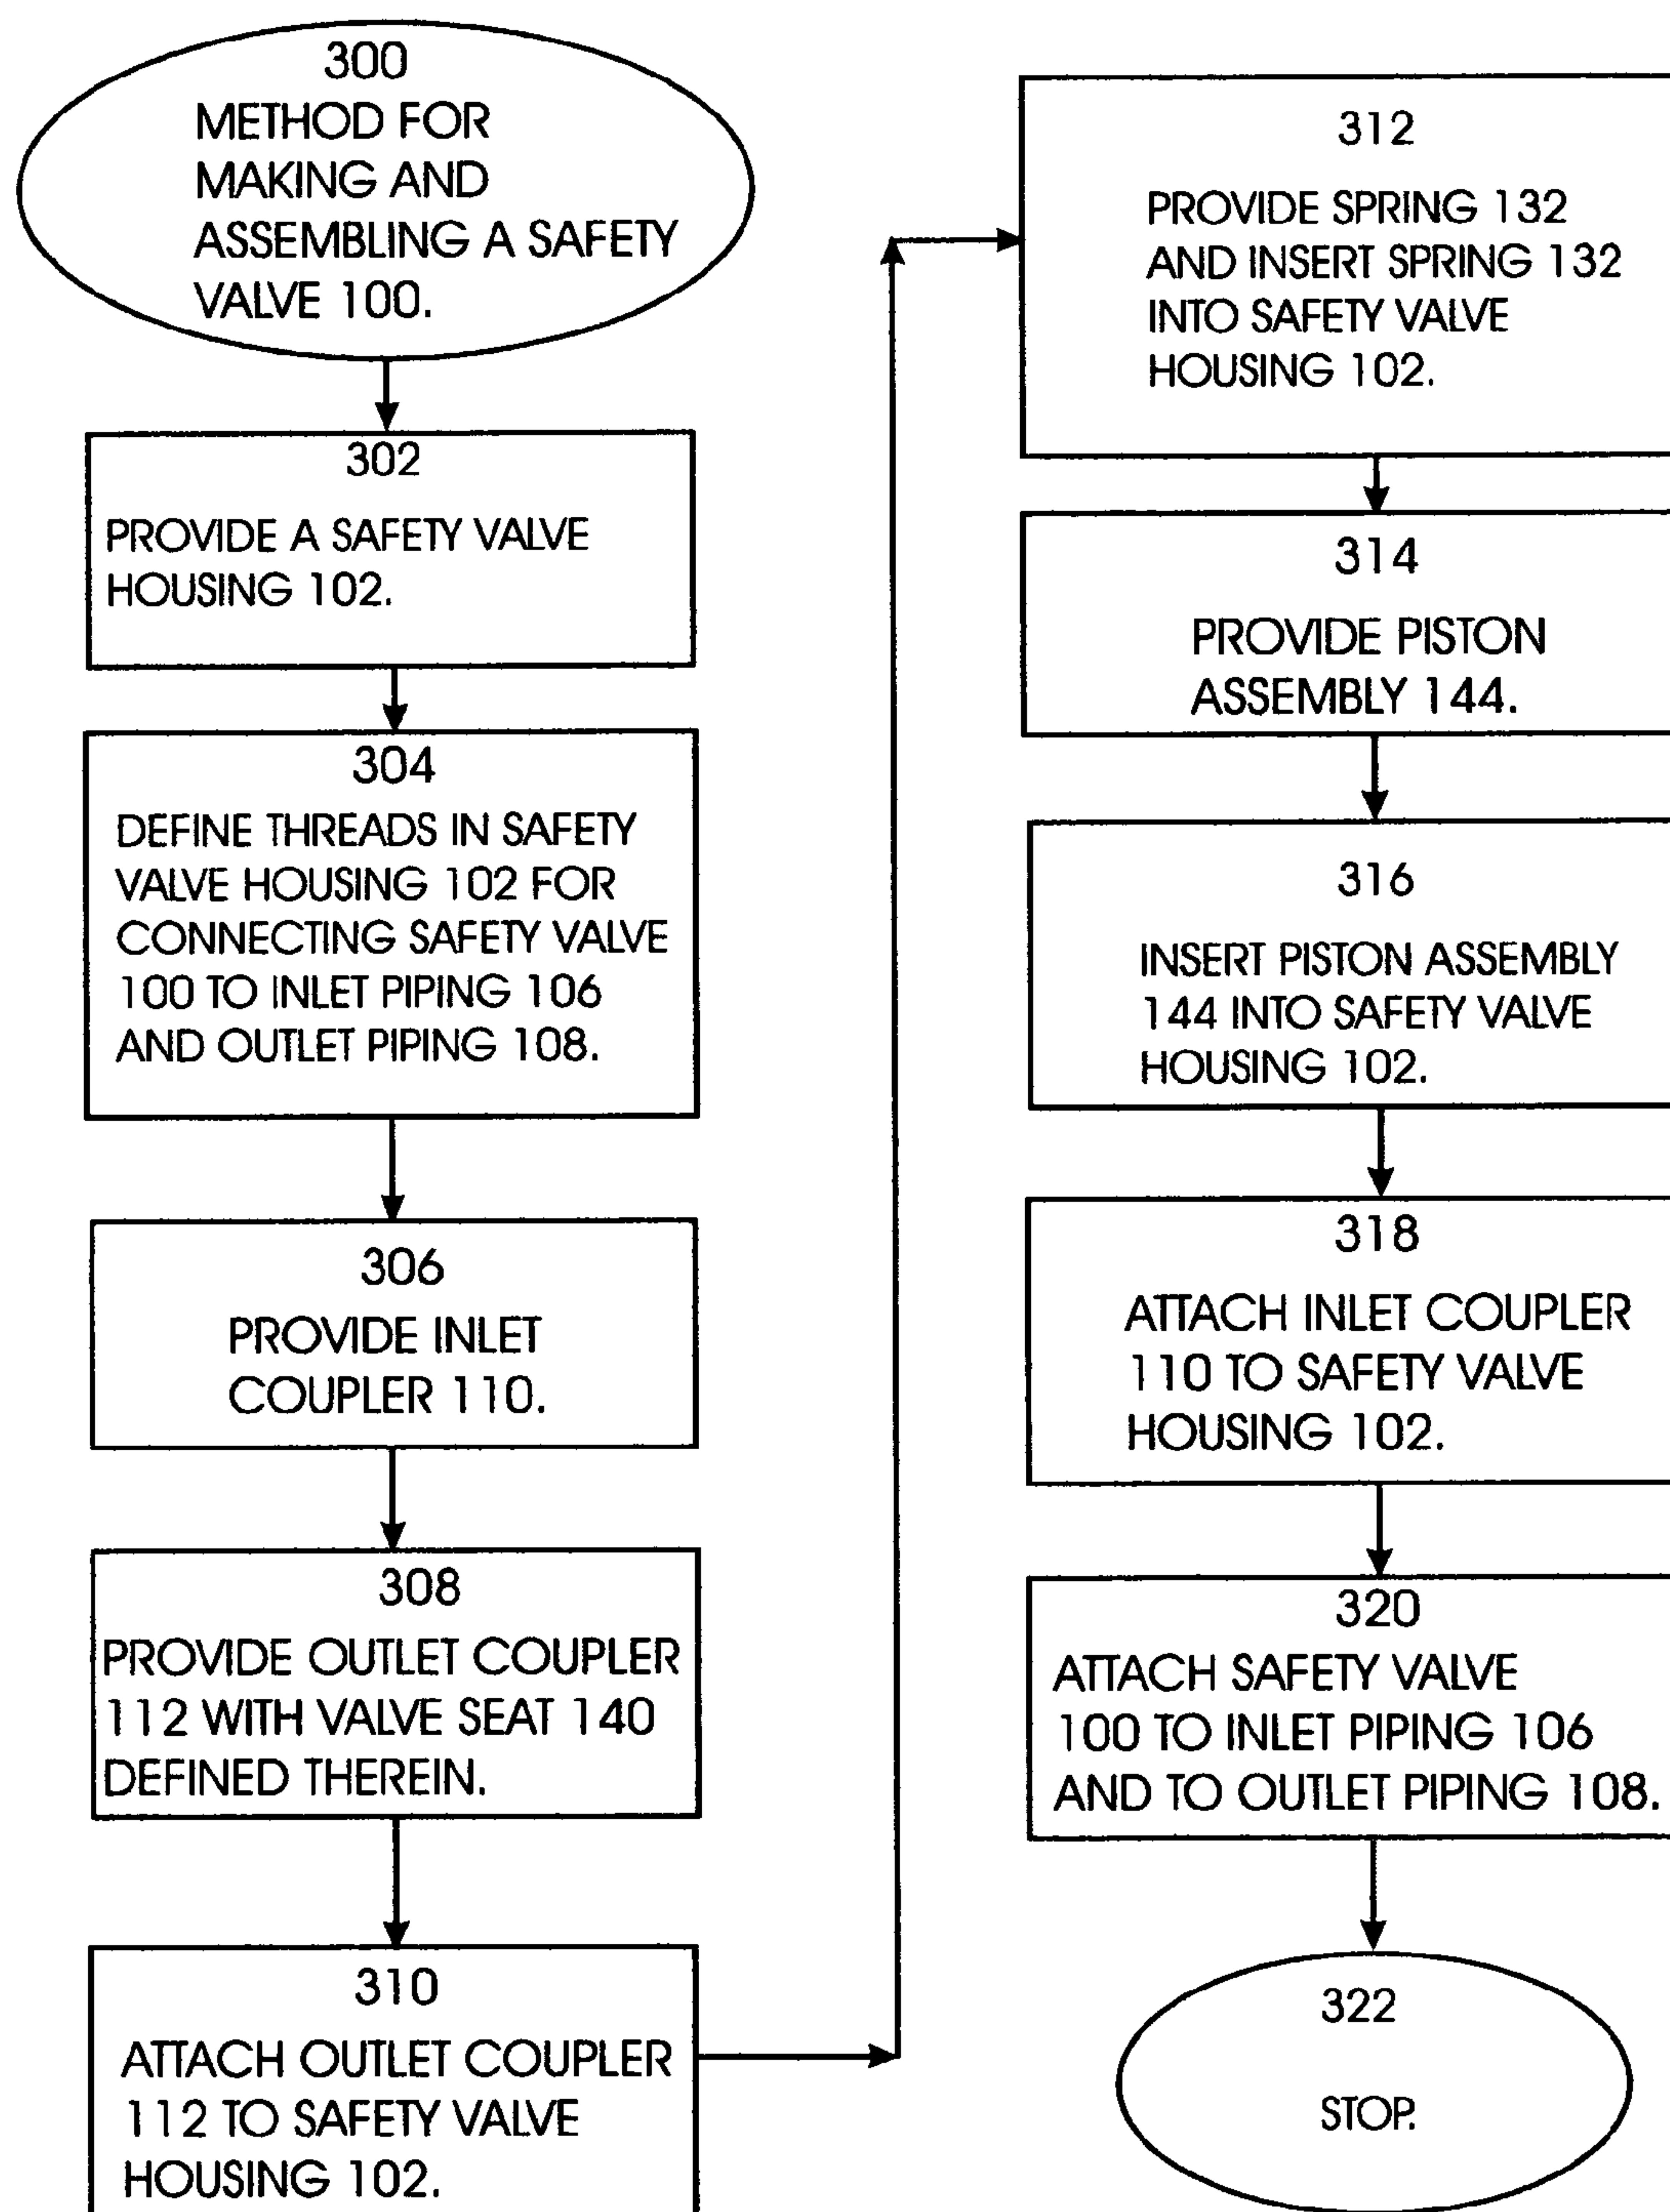 300
METHOD FOR
MAKING AND
ASSEMBLING A SAFETY
VALVE 100.
302
PROVIDE A SAFETY VALVE
HOUSING 102.
304
DEFINE THREADS IN SAFETY
VALVE HOUSING 102 FOR
CONNECTING SAFETY VALVE
100 TO INLET PIPING 106
AND OUTLET PIPING 108.
306
PROVIDE INLET
COUPLER 110.
308
PROVIDE OUTLET COUPLER
112 WITH VALVE SEAT 140
DEFINED THEREIN.
310
ATTACH OUTLET COUPLER
112 TO SAFETY VALVE
HOUSING 102.
312
PROVIDE SPRING 132
AND INSERT SPRING 132
INTO SAFETY VALVE
HOUSING 102.
314
PROVIDE PISTON
ASSEMBLY 144.
316
INSERT PISTON ASSEMBLY
144 INTO SAFETY VALVE
HOUSING 102.
318
ATTACH INLET COUPLER
110 TO SAFETY VALVE
HOUSING 102.
320
ATTACH SAFETY VALVE
100 TO INLET PIPING 106
AND TO OUTLET PIPING 108.
322
STOP.